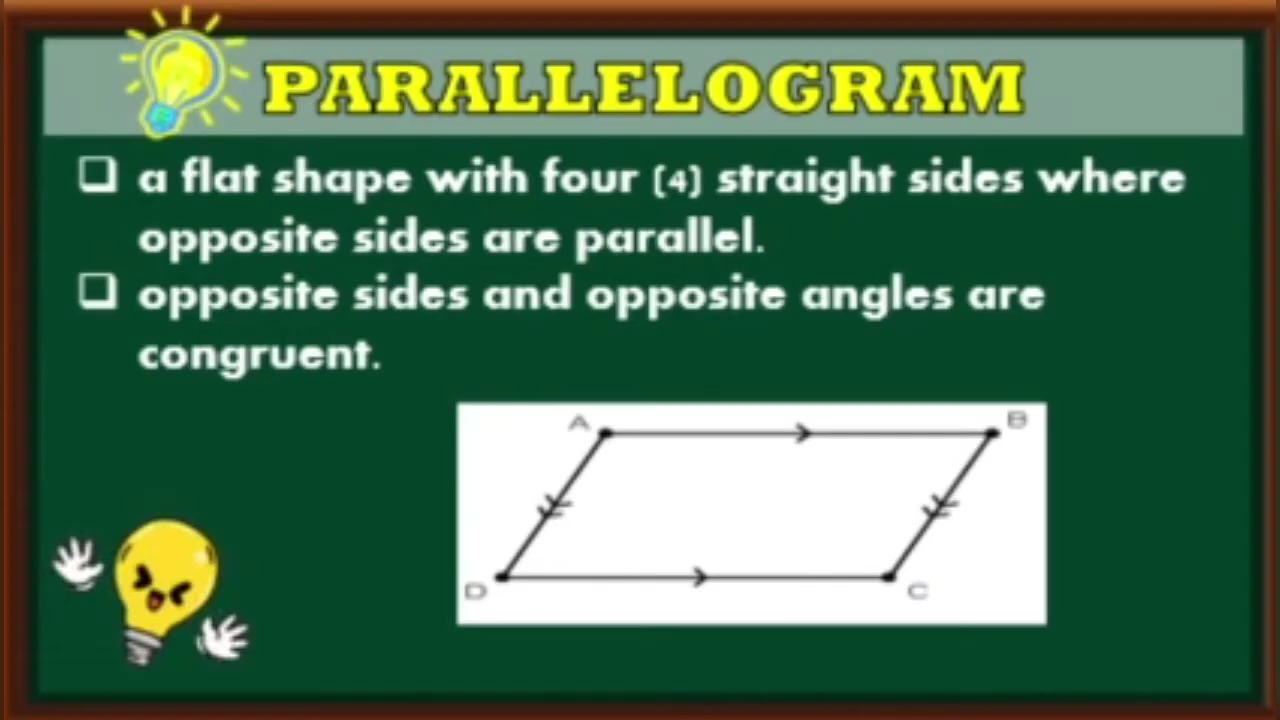 PARALLELOGRAM
a flat shape with four (4) straight sides where
opposite sides are parallel.
opposite sides and opposite angles are
congruent.
A
B
D
C